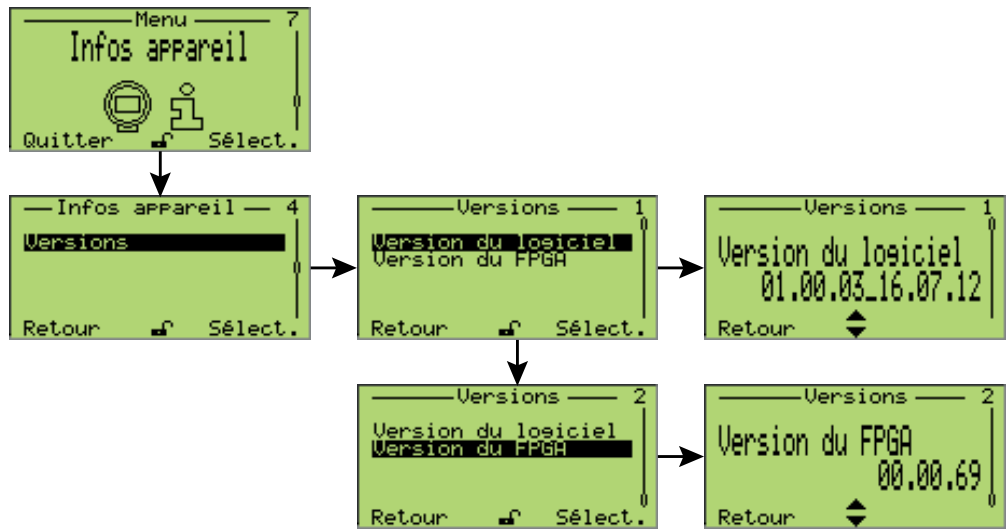 Menu 7
Infos appareil
Quitter Sélect.
Infos appareil 4
Versions
Retour Sélect.
Versions 1
Version du logiciel
Version du FPGA
Retour Sélect.
Versions 1
Version du logiciel
01.00.03_16.07.12
Retour
Versions 2
Version du logiciel
Version du FPGA
Retour Sélect.
Versions 2
Version du FPGA
00.00.69
Retour